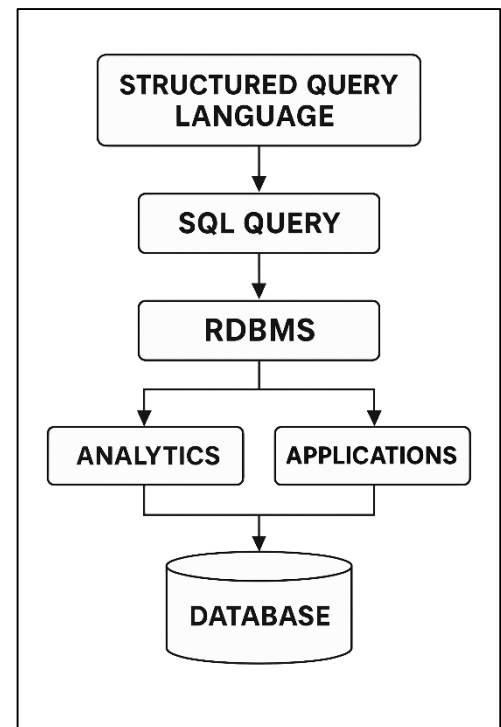 STRUCTURED QUERY
LANGUAGE
SQL QUERY
RDBMS
ANALYTICS
APPLICATIONS
DATABASE